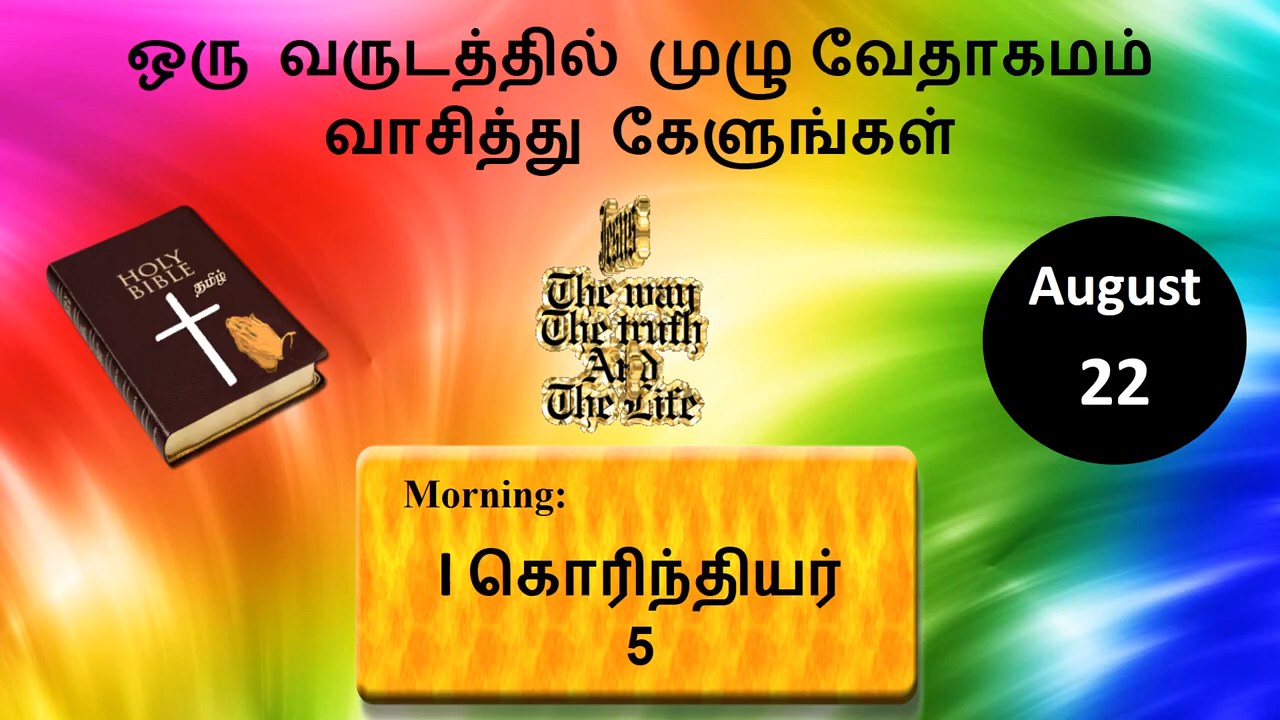 ஒரு வருடத்தில் முழு வேதாகமம்
வாசித்து கேளுங்கள்
HOLY
BIBLE
தமிழ்
Jesus
The way
The truth
And
The Life
August
22
Morning:
I கொரிந்தியர்
5